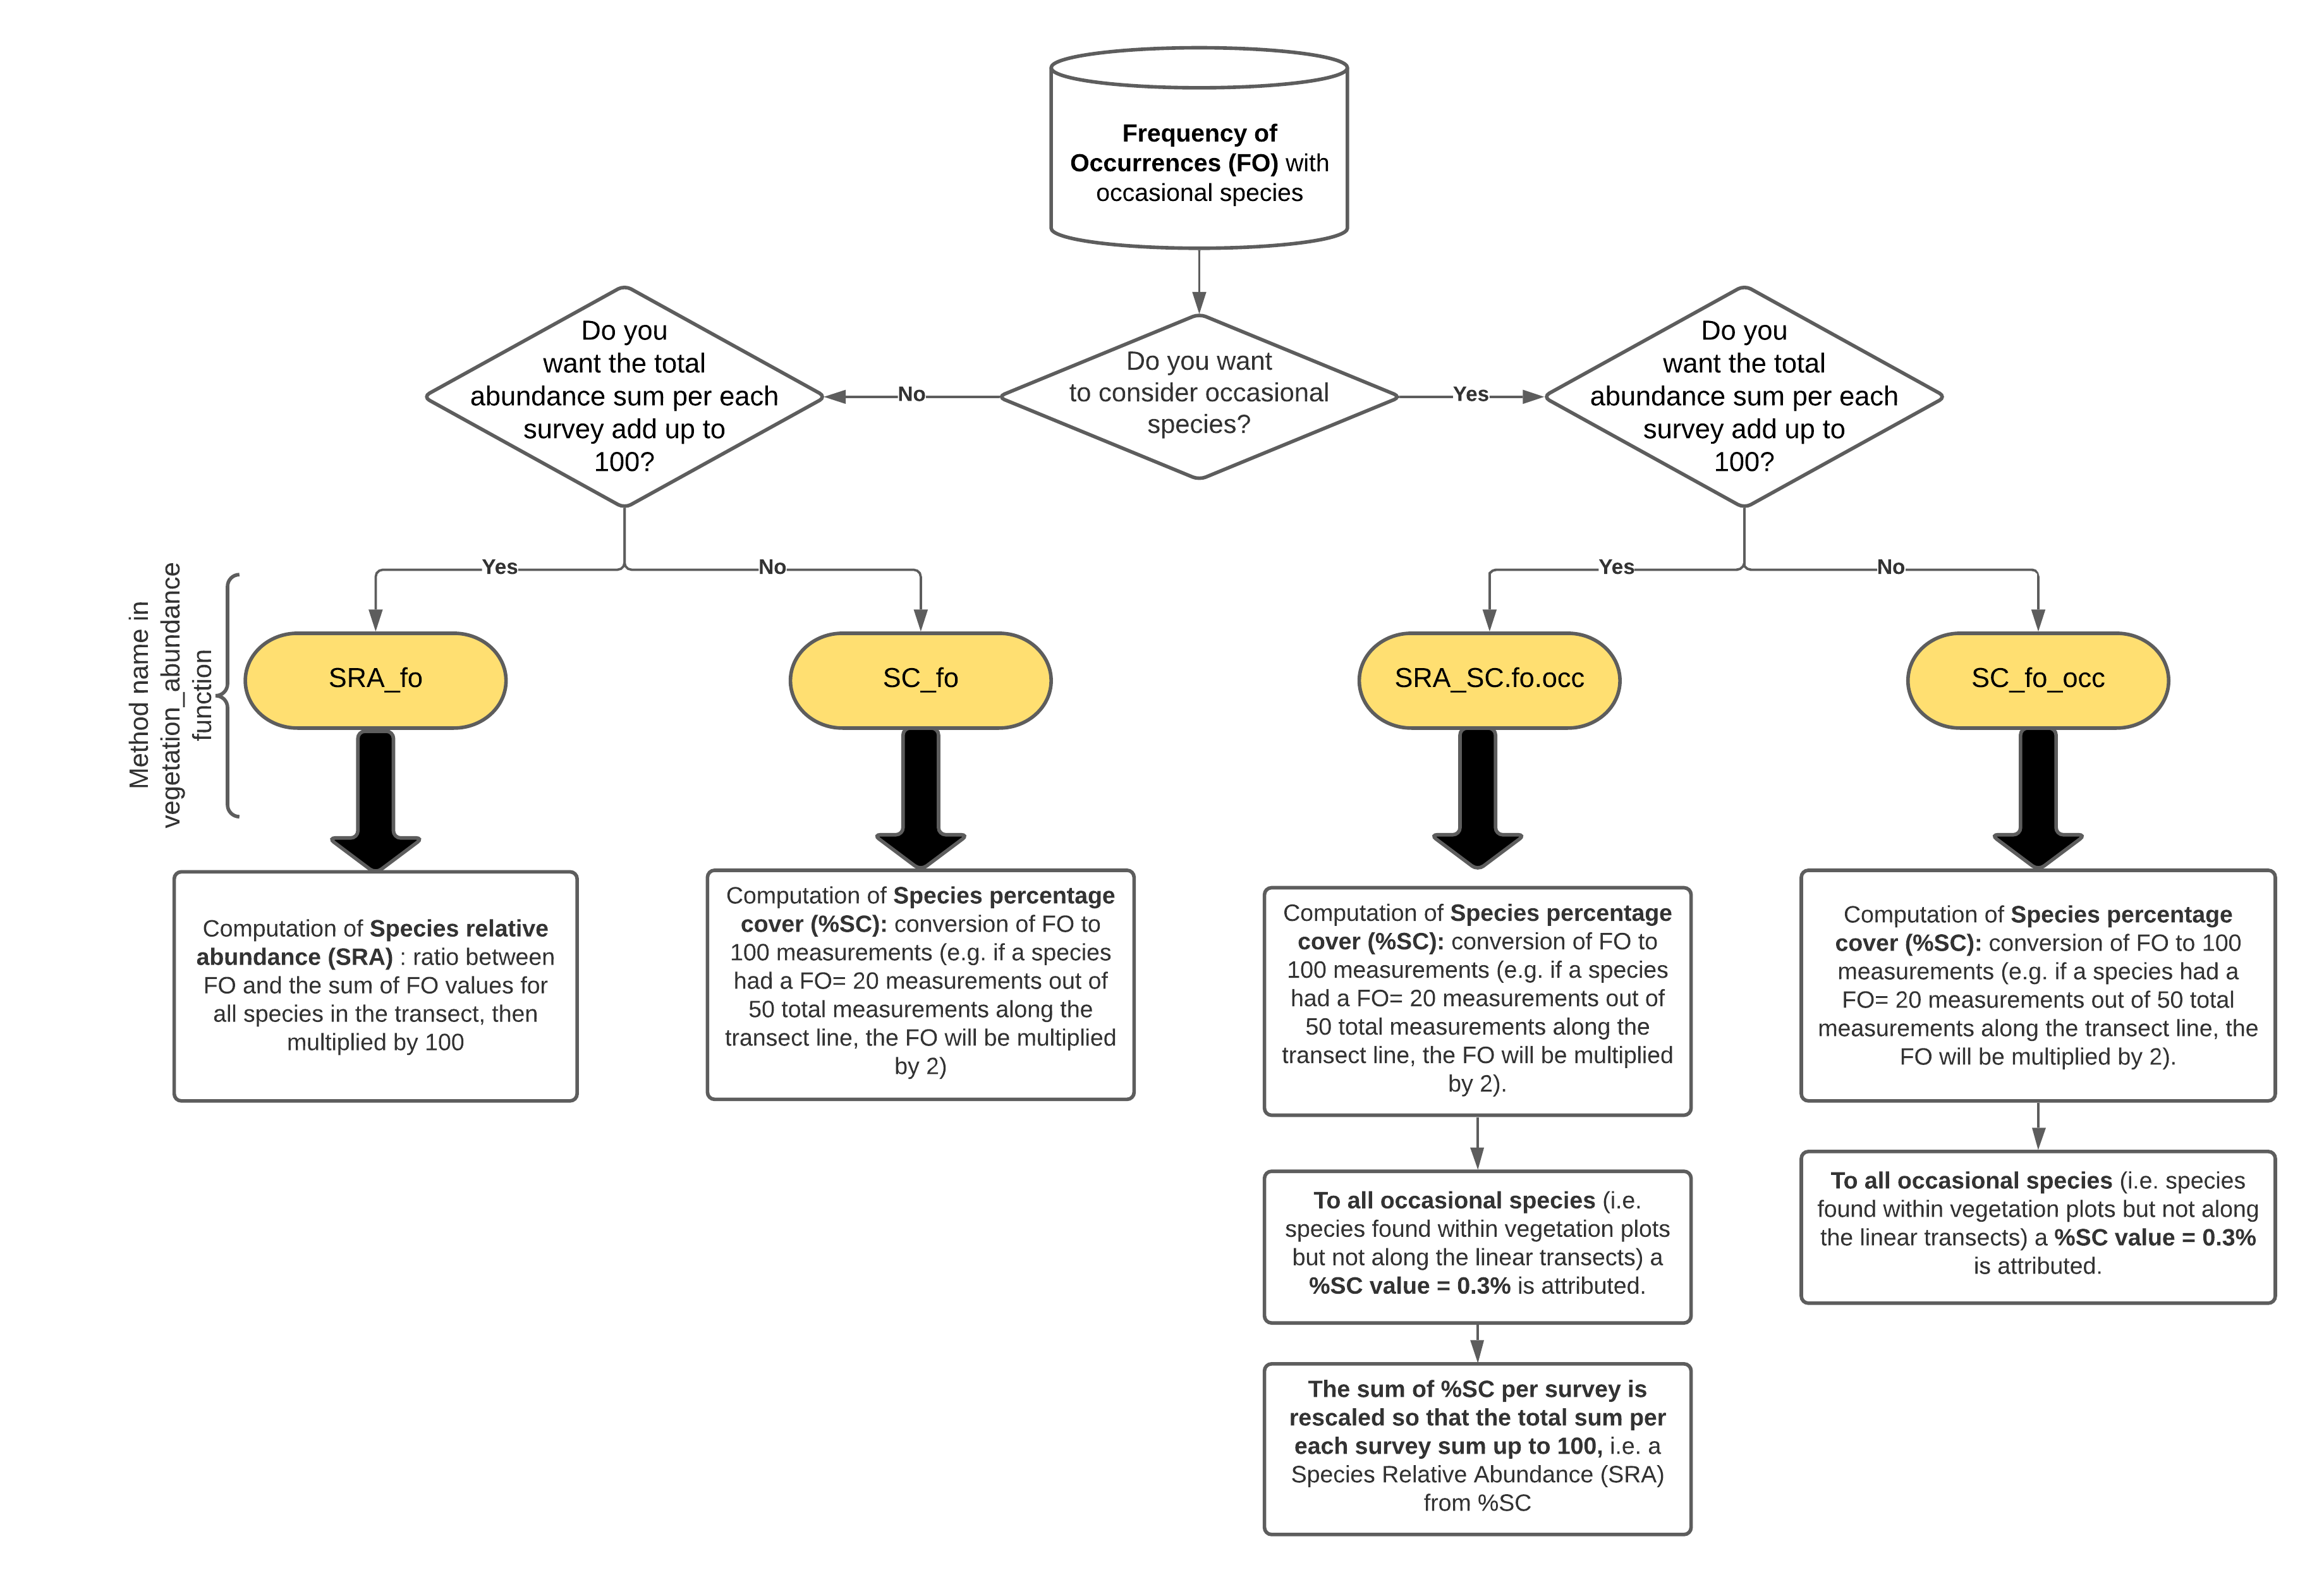 Frequency of
Occurrences (FO) with
occasional species
Do you
want the total
abundance sum per each
survey add up to
100?
No
Do you want
to consider occasional
species?
Yes
Do you
want the total
abundance sum per each
survey add up to
100?
Yes
No
Yes
No
Method name in
vegetation_abundance
function
SRA_fo
SC_fo
SRA_SC.fo.occ
SC_fo_occ
Computation of Species relative
abundance (SRA) : ratio between
FO and the sum of FO values for
all species in the transect, then
multiplied by 100
Computation of Species percentage
cover (%SC): conversion of FO to
100 measurements (e.g. if a species
had a FO= 20 measurements out of
50 total measurements along the
transect line, the FO will be multiplied
by 2)
Computation of Species percentage
cover (%SC): conversion of FO to
100 measurements (e.g. if a species
had a FO= 20 measurements out of
50 total measurements along the
transect line, the FO will be multiplied
by 2).
Computation of Species percentage
cover (%SC): conversion of FO to 100
measurements (e.g. if a species had a
FO= 20 measurements out of 50 total
measurements along the transect line, the
FO will be multiplied by 2).
To all occasional species (i.e.
species found within vegetation plots
but not along the linear transects) a
%SC value = 0.3% is attributed.
To all occasional species (i.e. species
found within vegetation plots but not along
the linear transects) a %SC value = 0.3%
is attributed.
The sum of %SC per survey is
rescaled so that the total sum per
each survey sum up to 100, i.e. a
Species Relative Abundance (SRA)
from %SC